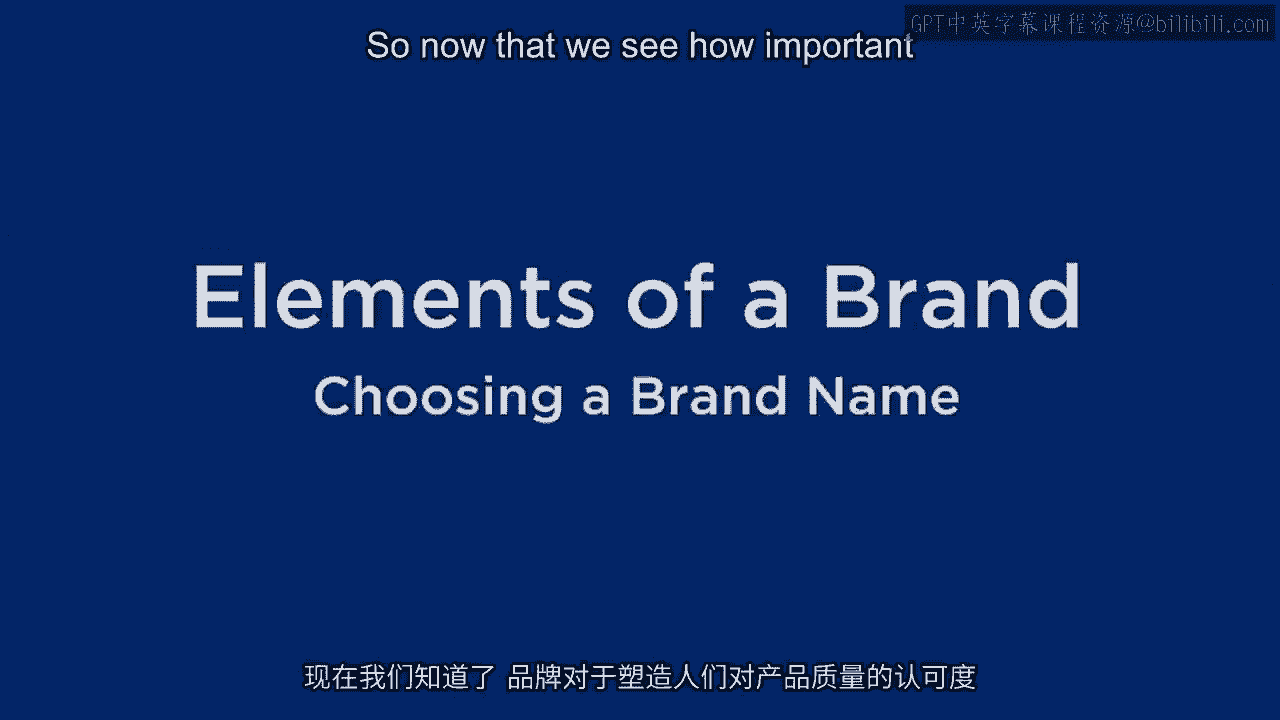 GPT中英字幕课程资源@bilibili.com
So now that we see how important
Elements of a Brand
Choosing a Brand Name
现在我们知道了 品牌对于塑造人们对产品质量的认可度